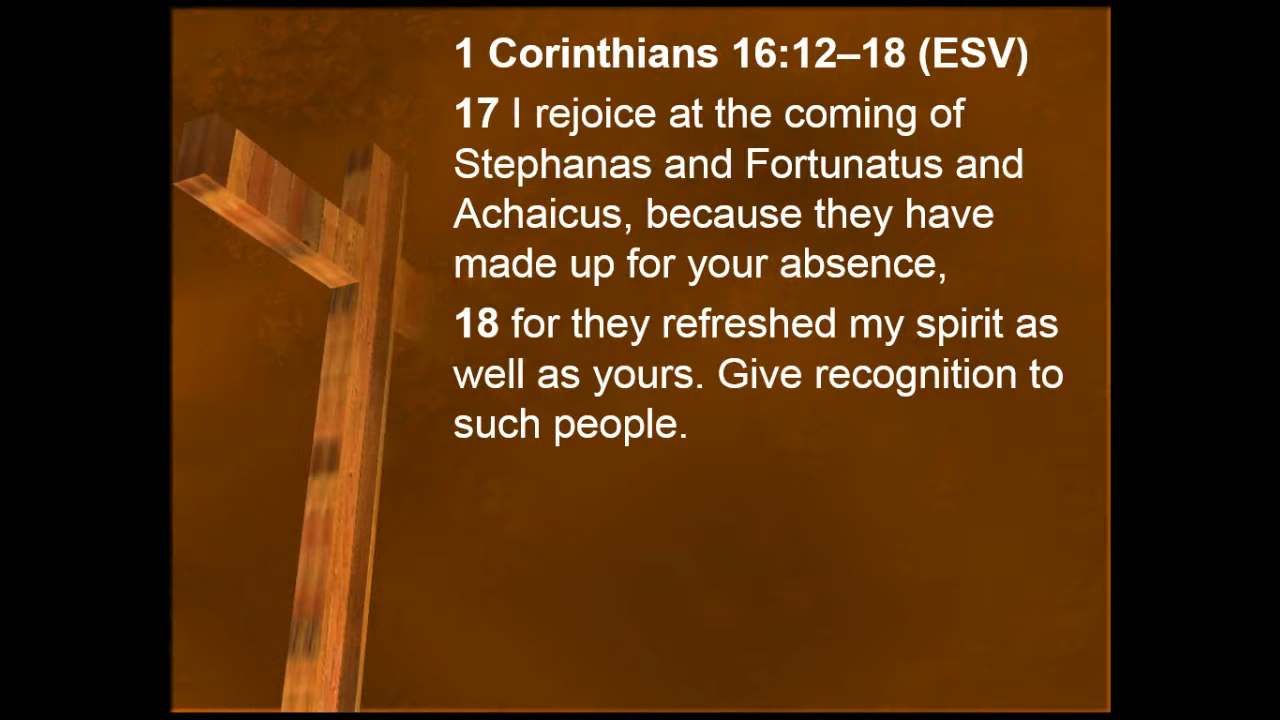 1 Corinthians 16:12–18 (ESV)
17 I rejoice at the coming of
Stephanas and Fortunatus and
Achaicus, because they have
made up for your absence,
18 for they refreshed my spirit as
well as yours. Give recognition to
such people.